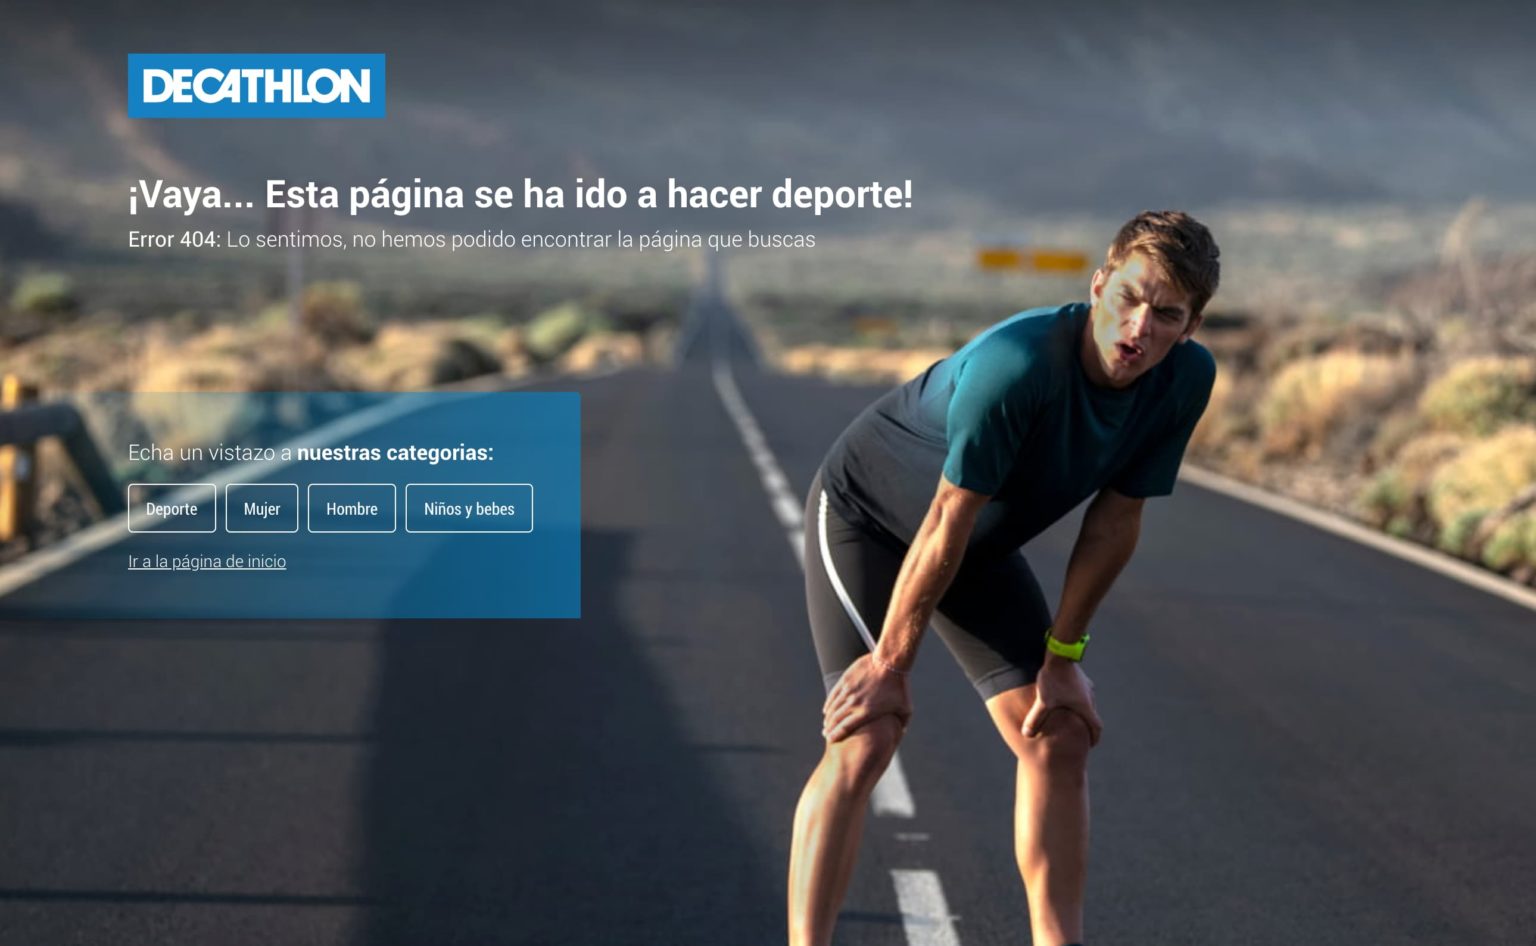 DECATHLON
¡Vaya... Esta página se ha ido a hacer deporte!
Error 404: Lo sentimos, no hemos podido encontrar la página que buscas
Echa un vistazo a nuestras categorias:
Deporte Mujer Hombre Niños y bebes
Ir a la página de inicio